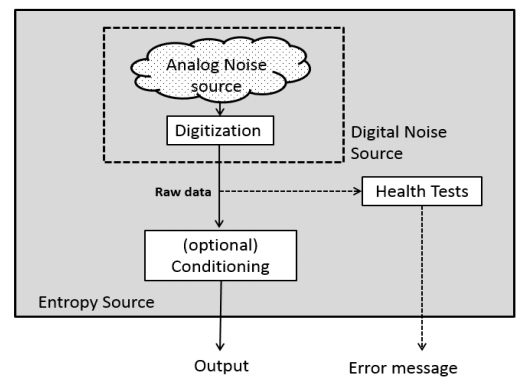 Analog Noise
source
Digitization
Digital Noise
Source
Raw data
Health Tests
(optional)
Conditioning
Entropy Source
Output
Error message